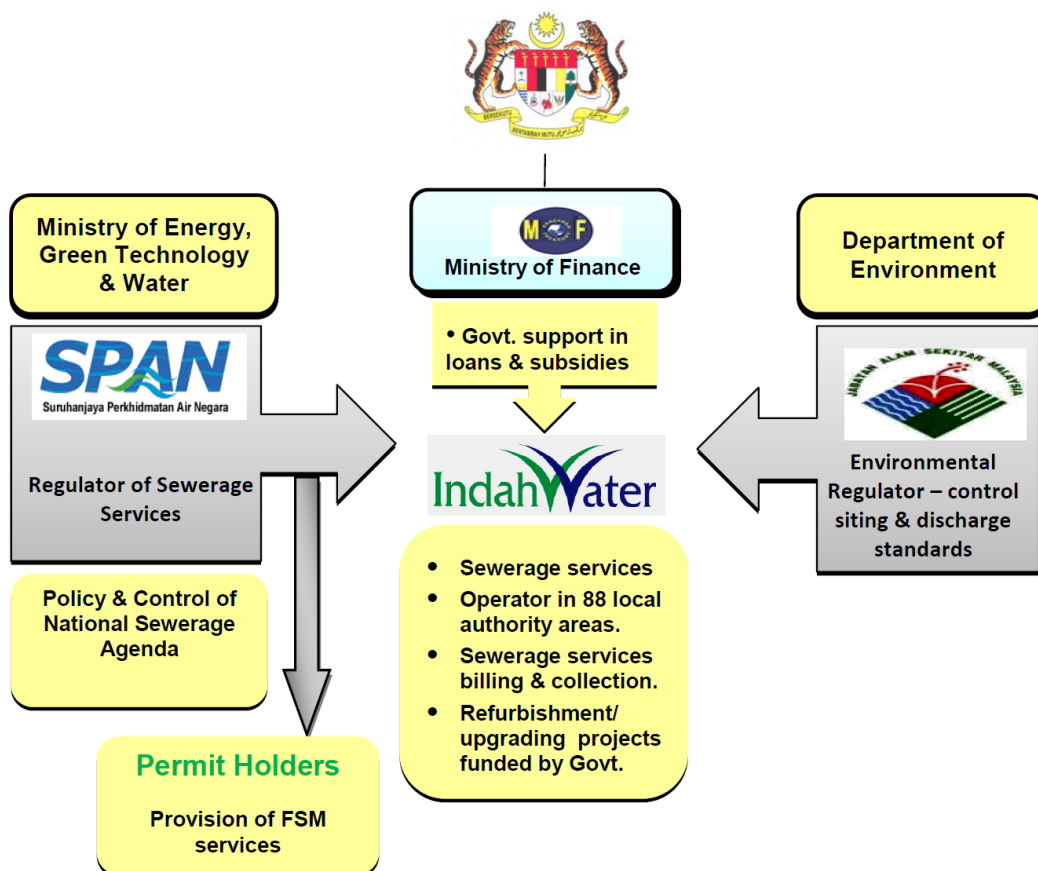 BERSEKUTU
BERTAMBAH MUTU
Ministry of Energy,
Green Technology
& Water
M F
Ministry of Finance
Department of
Environment
SPAN
Suruhanjaya Perkhidmatan Air Negara
Regulator of Sewerage
Services
Policy & Control of
National Sewerage
Agenda
• Govt. support in
loans & subsidies
IndahWater
• Sewerage services
• Operator in 88 local
authority areas.
• Sewerage services
billing & collection.
• Refurbishment/
upgrading projects
funded by Govt.
JABATAN ALAM SEKITAR MALAYSIA
Environmental
Regulator – control
siting & discharge
standards
Permit Holders
Provision of FSM
services